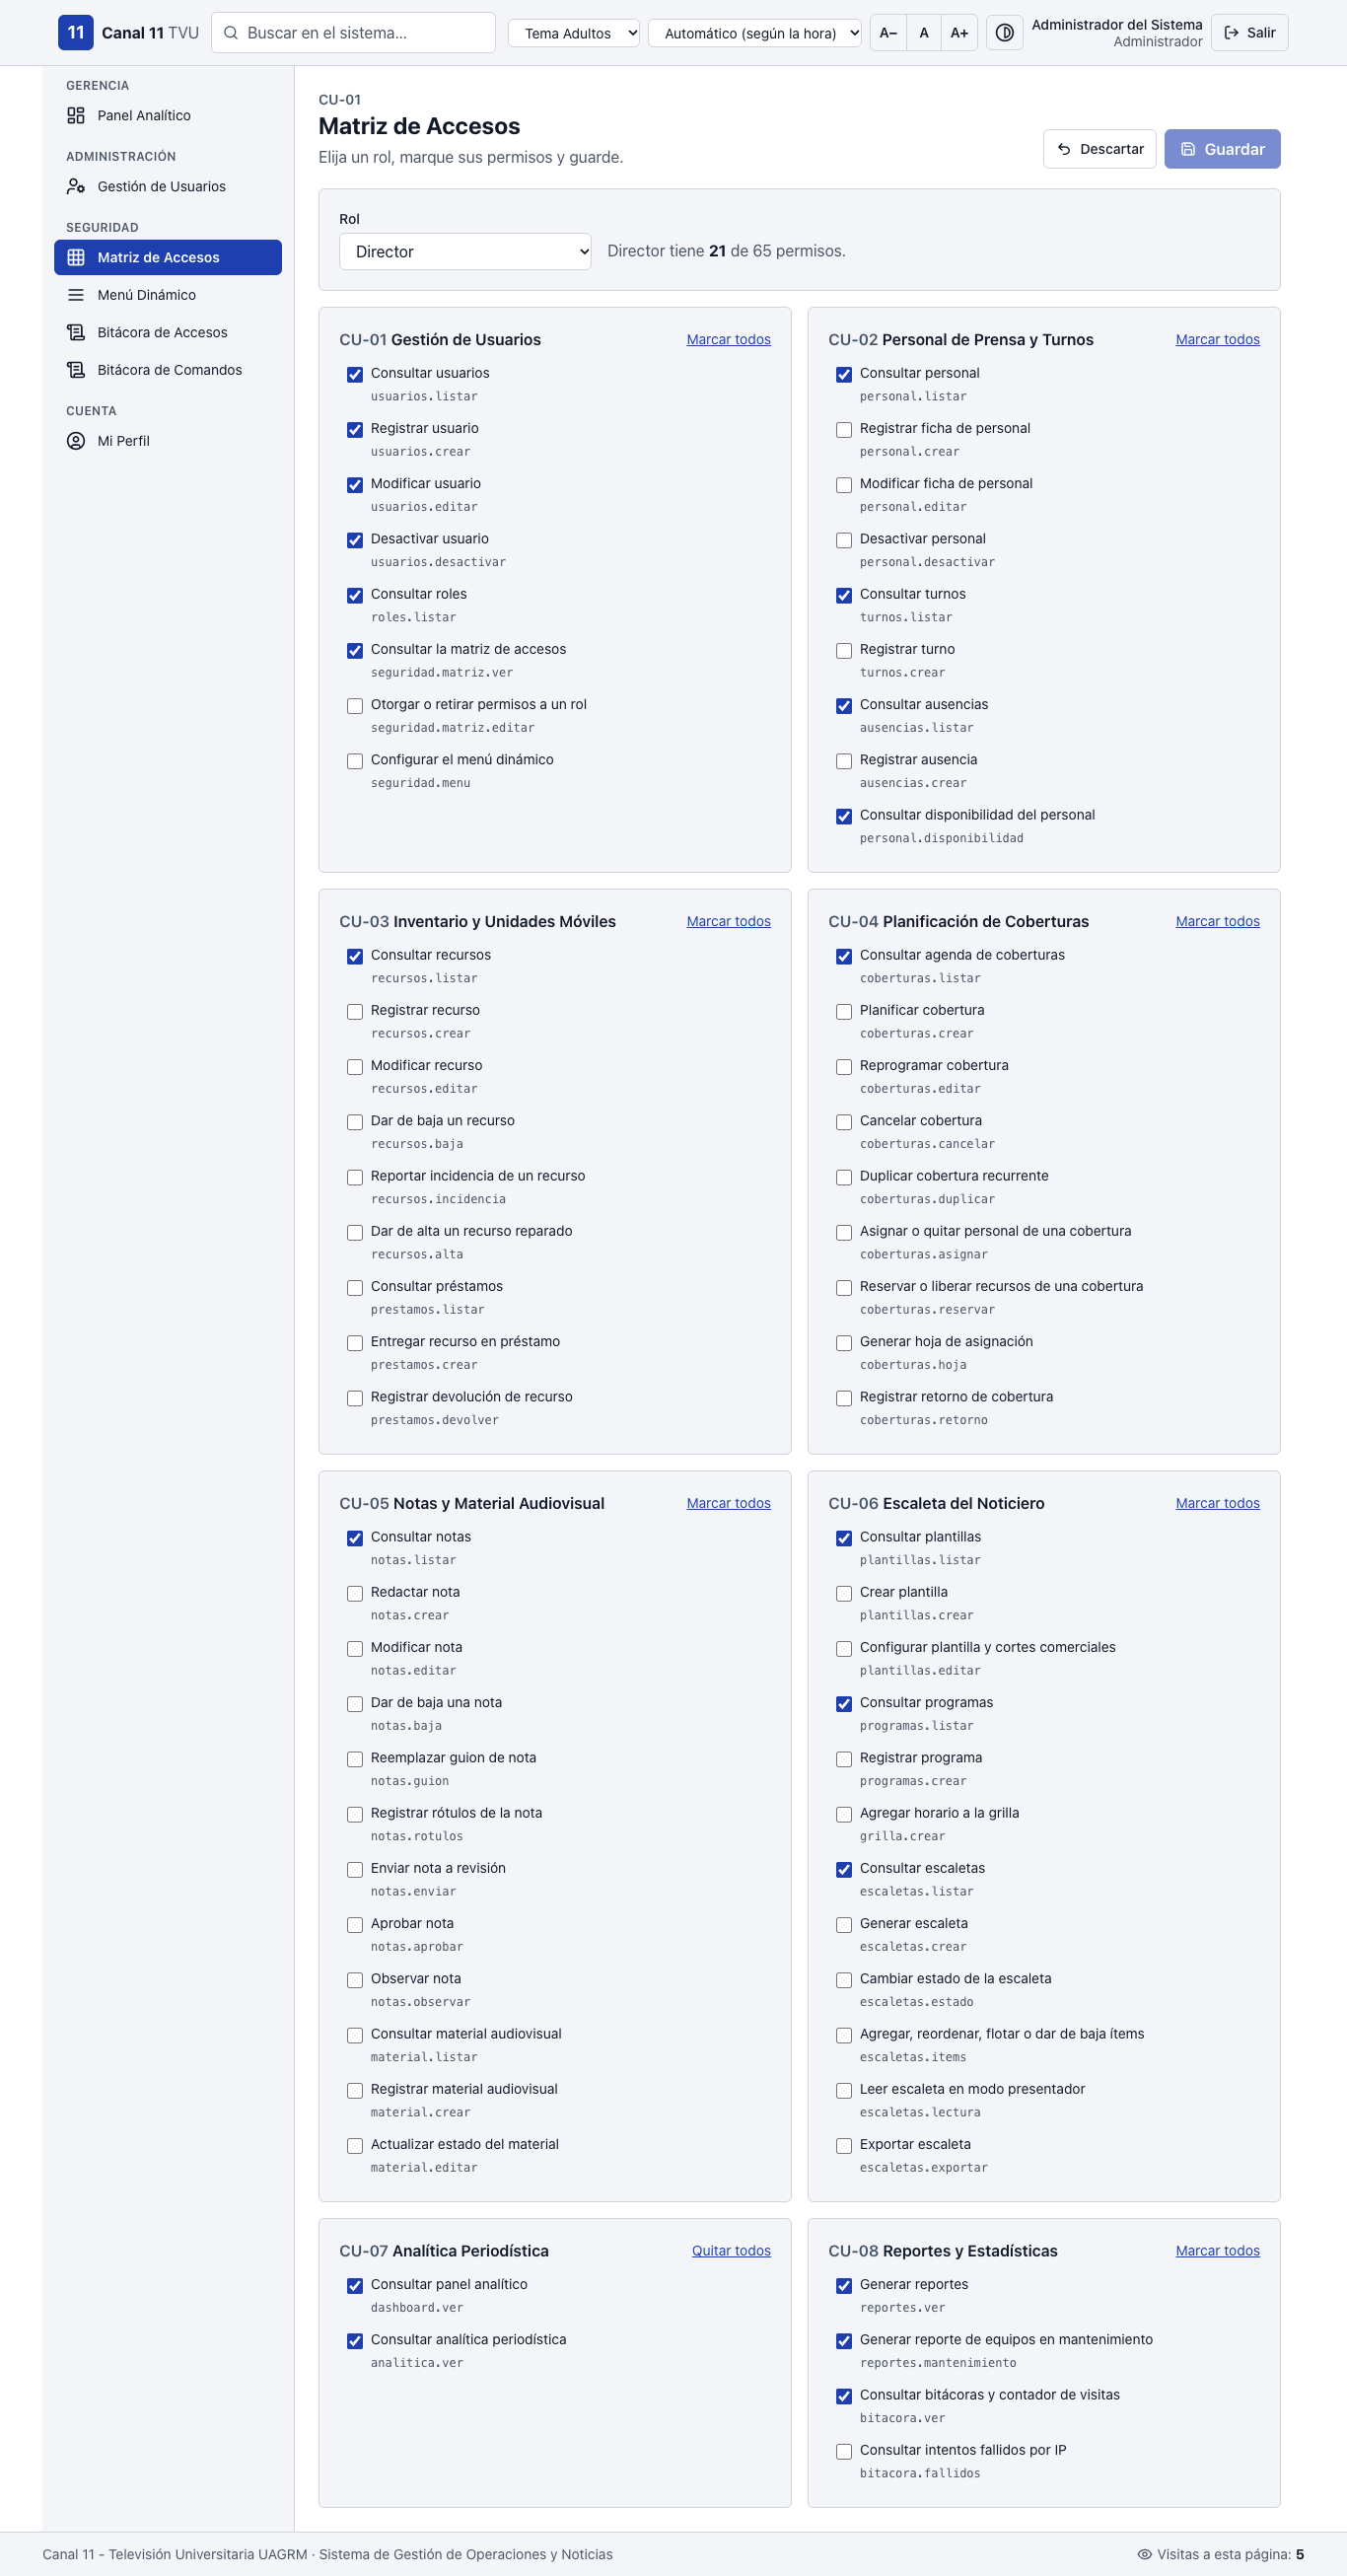 11 Canal 11 TVU Buscar en el sistema... Tema Adultos Automático (según la hora) A− A A+ Administrador del Sistema
Administrador
Salir
GERENCIA
Panel Analítico
ADMINISTRACIÓN
Gestión de Usuarios
SEGURIDAD
Matriz de Accesos
Menú Dinámico
Bitácora de Accesos
Bitácora de Comandos
CUENTA
Mi Perfil
CU-01
Matriz de Accesos
Elija un rol, marque sus permisos y guarde.
Descartar
Guardar
Rol
Director
Director tiene 21 de 65 permisos.
CU-01 Gestión de Usuarios Marcar todos
Consultar usuarios
usuarios.listar
Registrar usuario
usuarios.crear
Modificar usuario
usuarios.editar
Desactivar usuario
usuarios.desactivar
Consultar roles
roles.listar
Consultar la matriz de accesos
seguridad.matriz.ver
Otorgar o retirar permisos a un rol
seguridad.matriz.editar
Configurar el menú dinámico
seguridad.menu
CU-02 Personal de Prensa y Turnos Marcar todos
Consultar personal
personal.listar
Registrar ficha de personal
personal.crear
Modificar ficha de personal
personal.editar
Desactivar personal
personal.desactivar
Consultar turnos
turnos.listar
Registrar turno
turnos.crear
Consultar ausencias
ausencias.listar
Registrar ausencia
ausencias.crear
Consultar disponibilidad del personal
personal.disponibilidad
CU-03 Inventario y Unidades Móviles Marcar todos
Consultar recursos
recursos.listar
Registrar recurso
recursos.crear
Modificar recurso
recursos.editar
Dar de baja un recurso
recursos.baja
Reportar incidencia de un recurso
recursos.incidencia
Dar de alta un recurso reparado
recursos.alta
Consultar préstamos
prestamos.listar
Entregar recurso en préstamo
prestamos.crear
Registrar devolución de recurso
prestamos.devolver
CU-04 Planificación de Coberturas Marcar todos
Consultar agenda de coberturas
coberturas.listar
Planificar cobertura
coberturas.crear
Reprogramar cobertura
coberturas.editar
Cancelar cobertura
coberturas.cancelar
Duplicar cobertura recurrente
coberturas.duplicar
Asignar o quitar personal de una cobertura
coberturas.asignar
Reservar o liberar recursos de una cobertura
coberturas.reservar
Generar hoja de asignación
coberturas.hoja
Registrar retorno de cobertura
coberturas.retorno
CU-05 Notas y Material Audiovisual Marcar todos
Consultar notas
notas.listar
Redactar nota
notas.crear
Modificar nota
notas.editar
Dar de baja una nota
notas.baja
Reemplazar guion de nota
notas.guion
Registrar rótulos de la nota
notas.rotulos
Enviar nota a revisión
notas.enviar
Aprobar nota
notas.aprobar
Observar nota
notas.observar
Consultar material audiovisual
material.listar
Registrar material audiovisual
material.crear
Actualizar estado del material
material.editar
CU-06 Escaleta del Noticiero Marcar todos
Consultar plantillas
plantillas.listar
Crear plantilla
plantillas.crear
Configurar plantilla y cortes comerciales
plantillas.editar
Consultar programas
programas.listar
Registrar programa
programas.crear
Agregar horario a la grilla
grilla.crear
Consultar escaletas
escaletas.listar
Generar escaleta
escaletas.crear
Cambiar estado de la escaleta
escaletas.estado
Agregar, reordenar, flotar o dar de baja ítems
escaletas.items
Leer escaleta en modo presentador
escaletas.lectura
Exportar escaleta
escaletas.exportar
CU-07 Analítica Periodística Quitar todos
Consultar panel analítico
dashboard.ver
Consultar analítica periodística
analitica.ver
CU-08 Reportes y Estadísticas Marcar todos
Generar reportes
reportes.ver
Generar reporte de equipos en mantenimiento
reportes.mantenimiento
Consultar bitácoras y contador de visitas
bitacora.ver
Consultar intentos fallidos por IP
bitacora.fallidos
Canal 11 - Televisión Universitaria UAGRM · Sistema de Gestión de Operaciones y Noticias
Visitas a esta página: 5